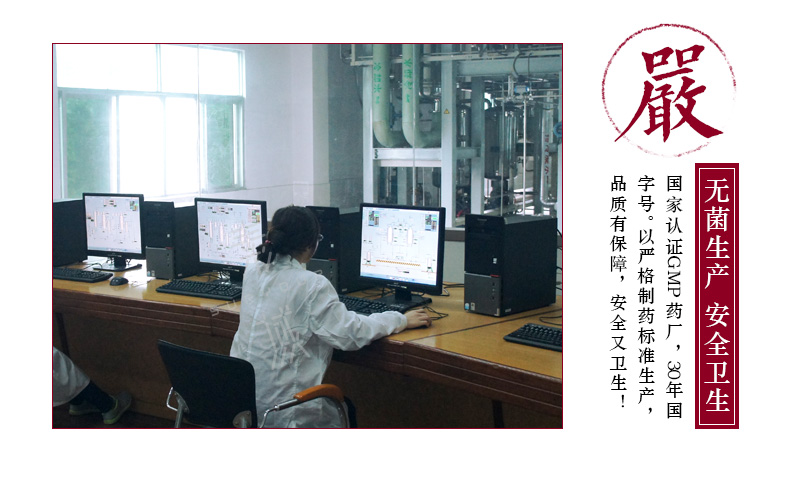 嚴
无菌生产 安全卫生
国家认证GMP药厂，30年国
字号。以严格制药标准生产，
品质有保障，安全又卫生！